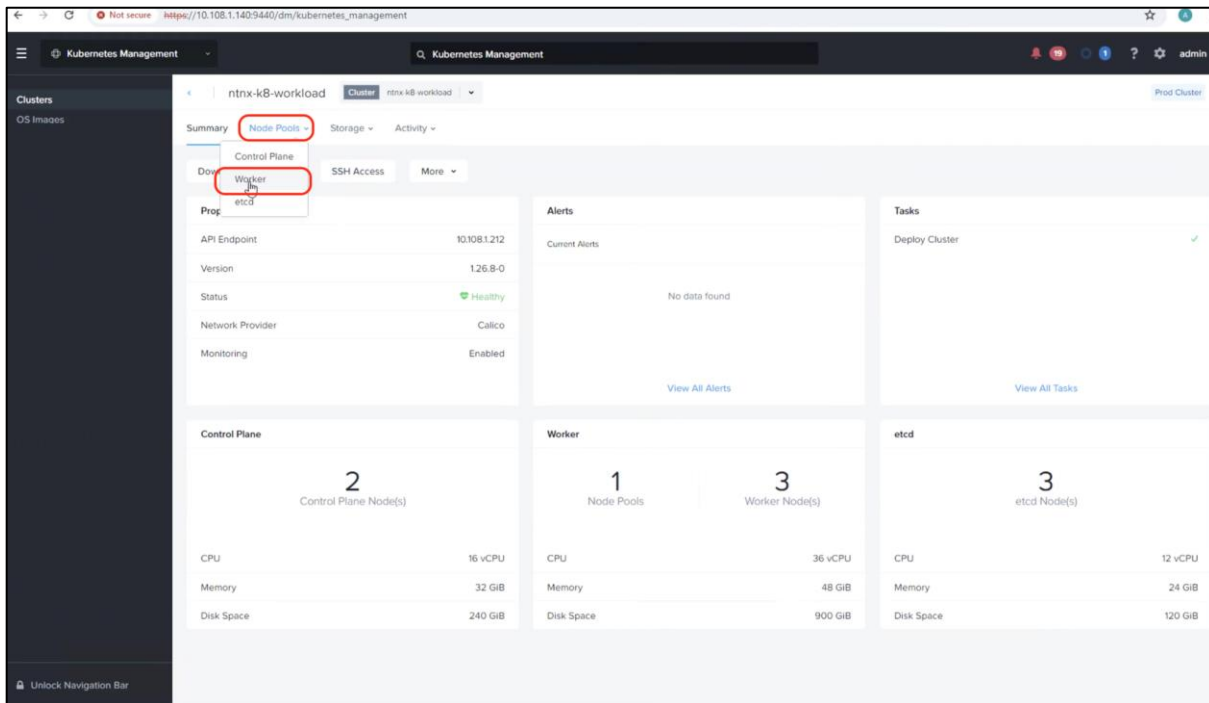 Not secure https://10.108.1.140:9440/dm/kubernetes_management
Kubernetes Management
Kubernetes Management
19
1
?
admin
Clusters
OS Images
ntnx-k8-workload Cluster ntnx-k8-workload
Prod Cluster
Summary Node Pools Storage Activity
Control Plane
Worker
etcd
Dow SSH Access More
Prop
API Endpoint 10.108.1.212
Version 1.26.8-0
Status Healthy
Network Provider Calico
Monitoring Enabled
Alerts
Current Alerts
No data found
View All Alerts
Tasks
Deploy Cluster
View All Tasks
Control Plane
2
Control Plane Node(s)
CPU 16 vCPU
Memory 32 GiB
Disk Space 240 GiB
Worker
1 3
Node Pools Worker Node(s)
CPU 36 vCPU
Memory 48 GiB
Disk Space 900 GiB
etcd
3
etcd Node(s)
CPU 12 vCPU
Memory 24 GiB
Disk Space 120 GiB
Unlock Navigation Bar